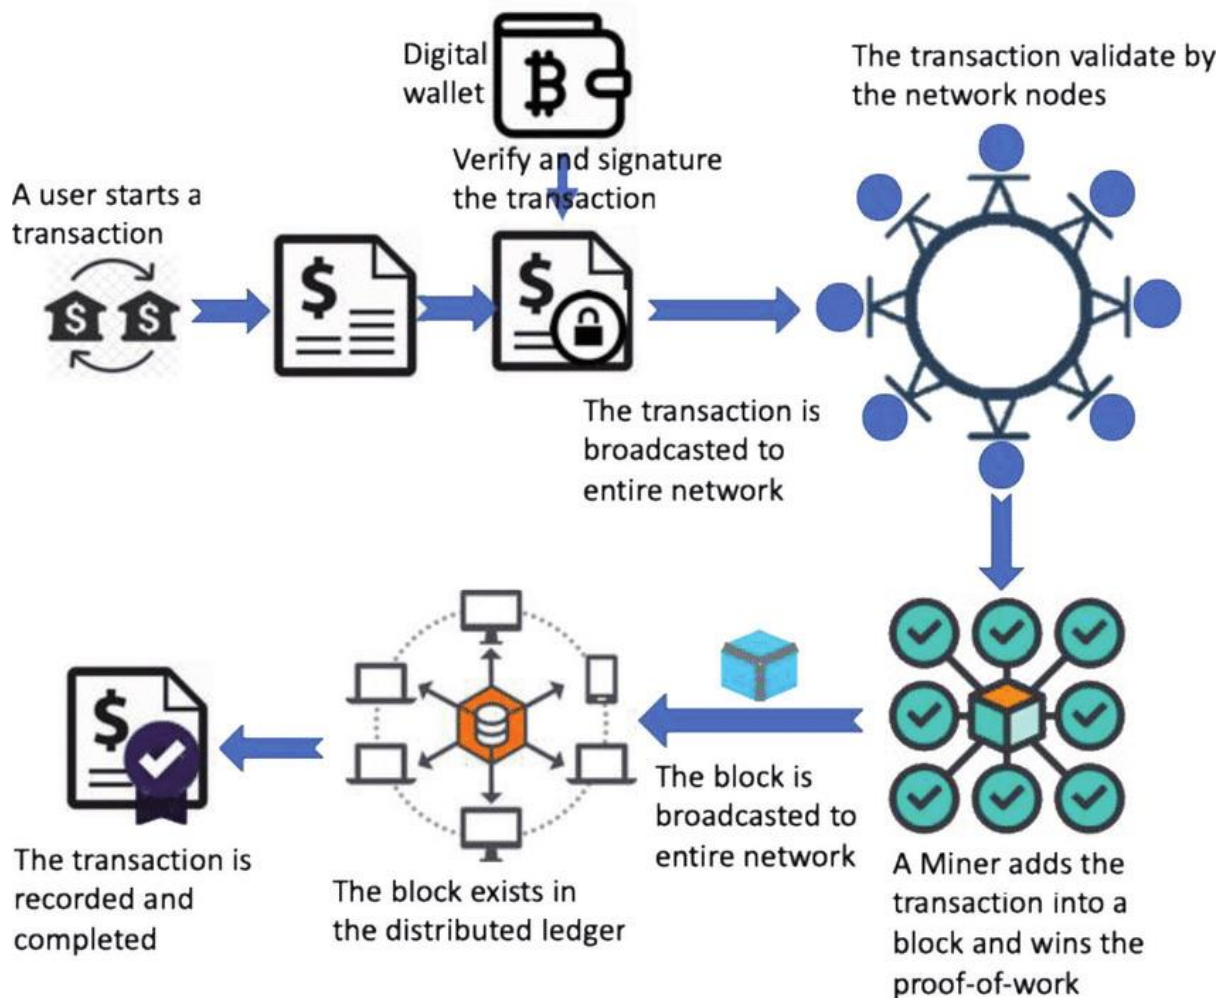 Digital
wallet
Verify and signature
the transaction
A user starts a
transaction
The transaction validate by
the network nodes
The transaction is
broadcasted to
entire network
The block is
broadcasted to
entire network
A Miner adds the
transaction into a
block and wins the
proof-of-work
The block exists in
the distributed ledger
The transaction is
recorded and
completed